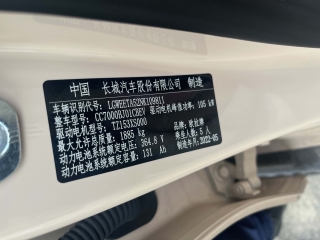 中国 长城汽车股份有限公司 制造
车辆识别代号:LGWEETA52NK100811
整车型号:CC7000BJ01CBEV 驱动电机峰值功率:105 kW
驱动电机型号:TZ153XS000
最大允许总质量:1885 kg 品牌:欧拉牌
动力电池系统额定电压:364.8 V 乘坐人数:5 人
动力电池系统额定容量:131 Ah 制造年月:2022-05